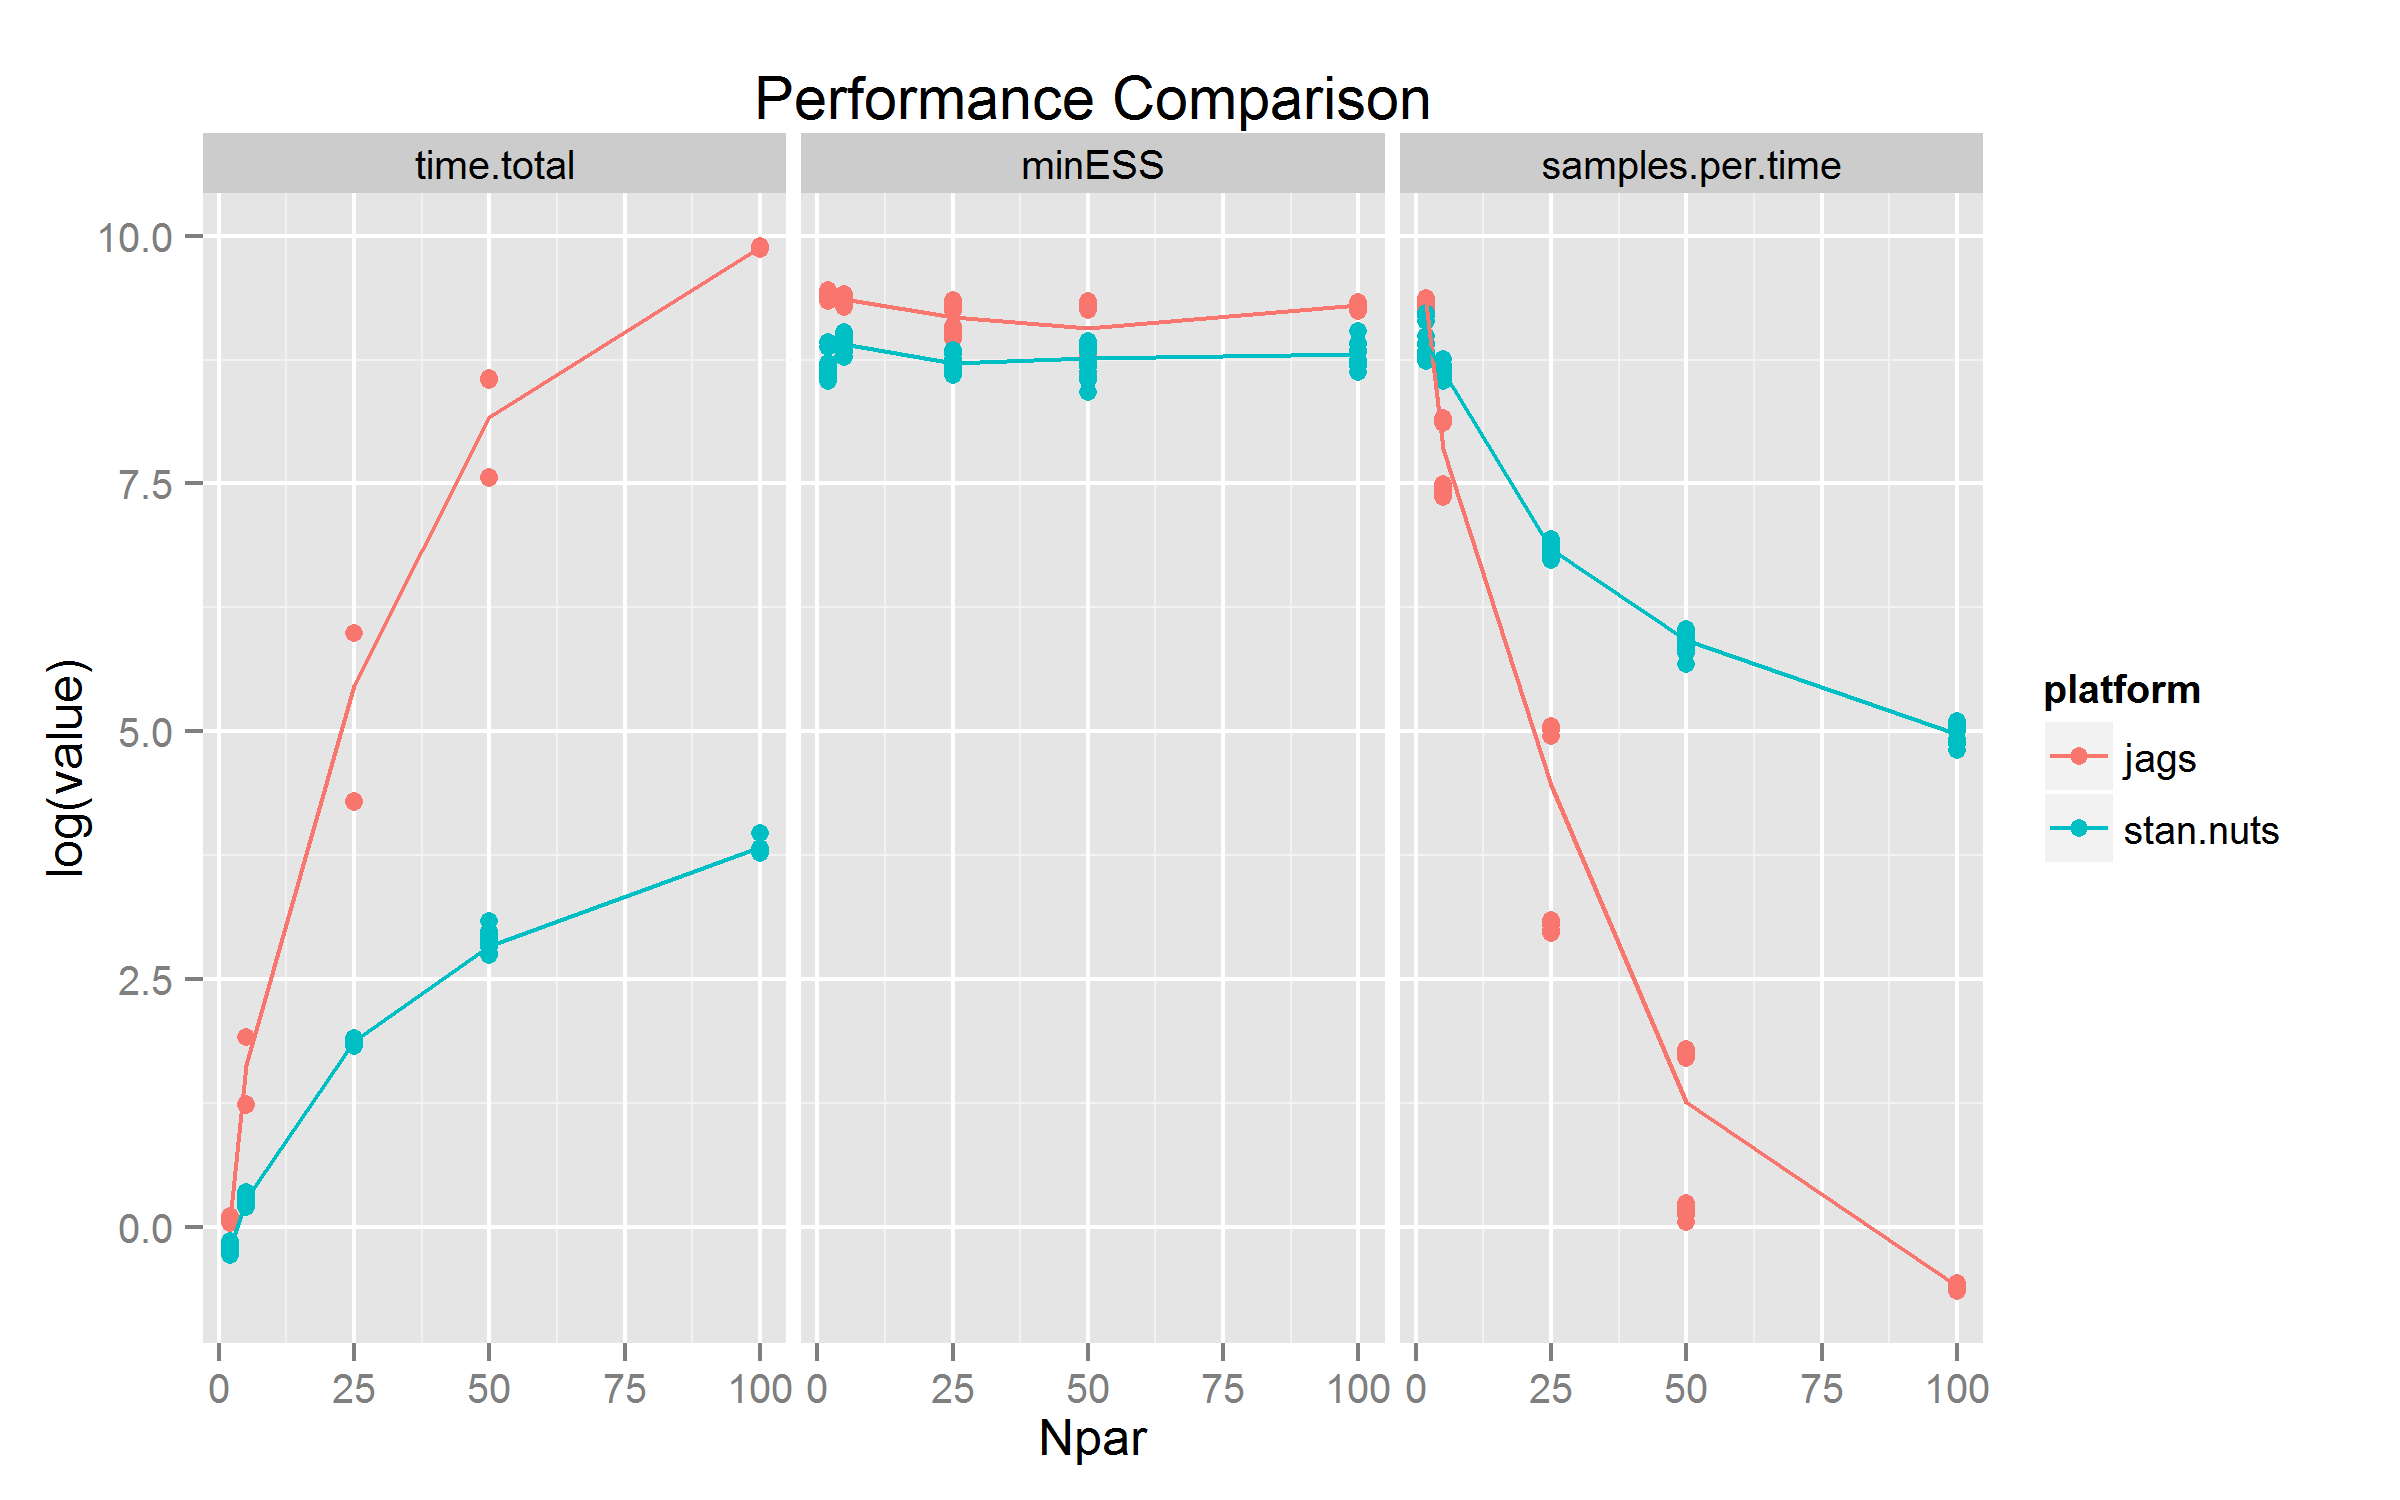 Performance Comparison
time.total minESS samples.per.time
log(value)
10.0
7.5
5.0
2.5
0.0
0 25 50 75 100 0 25 50 75 100 0 25 50 75 100
Npar
platform
jags
stan.nuts